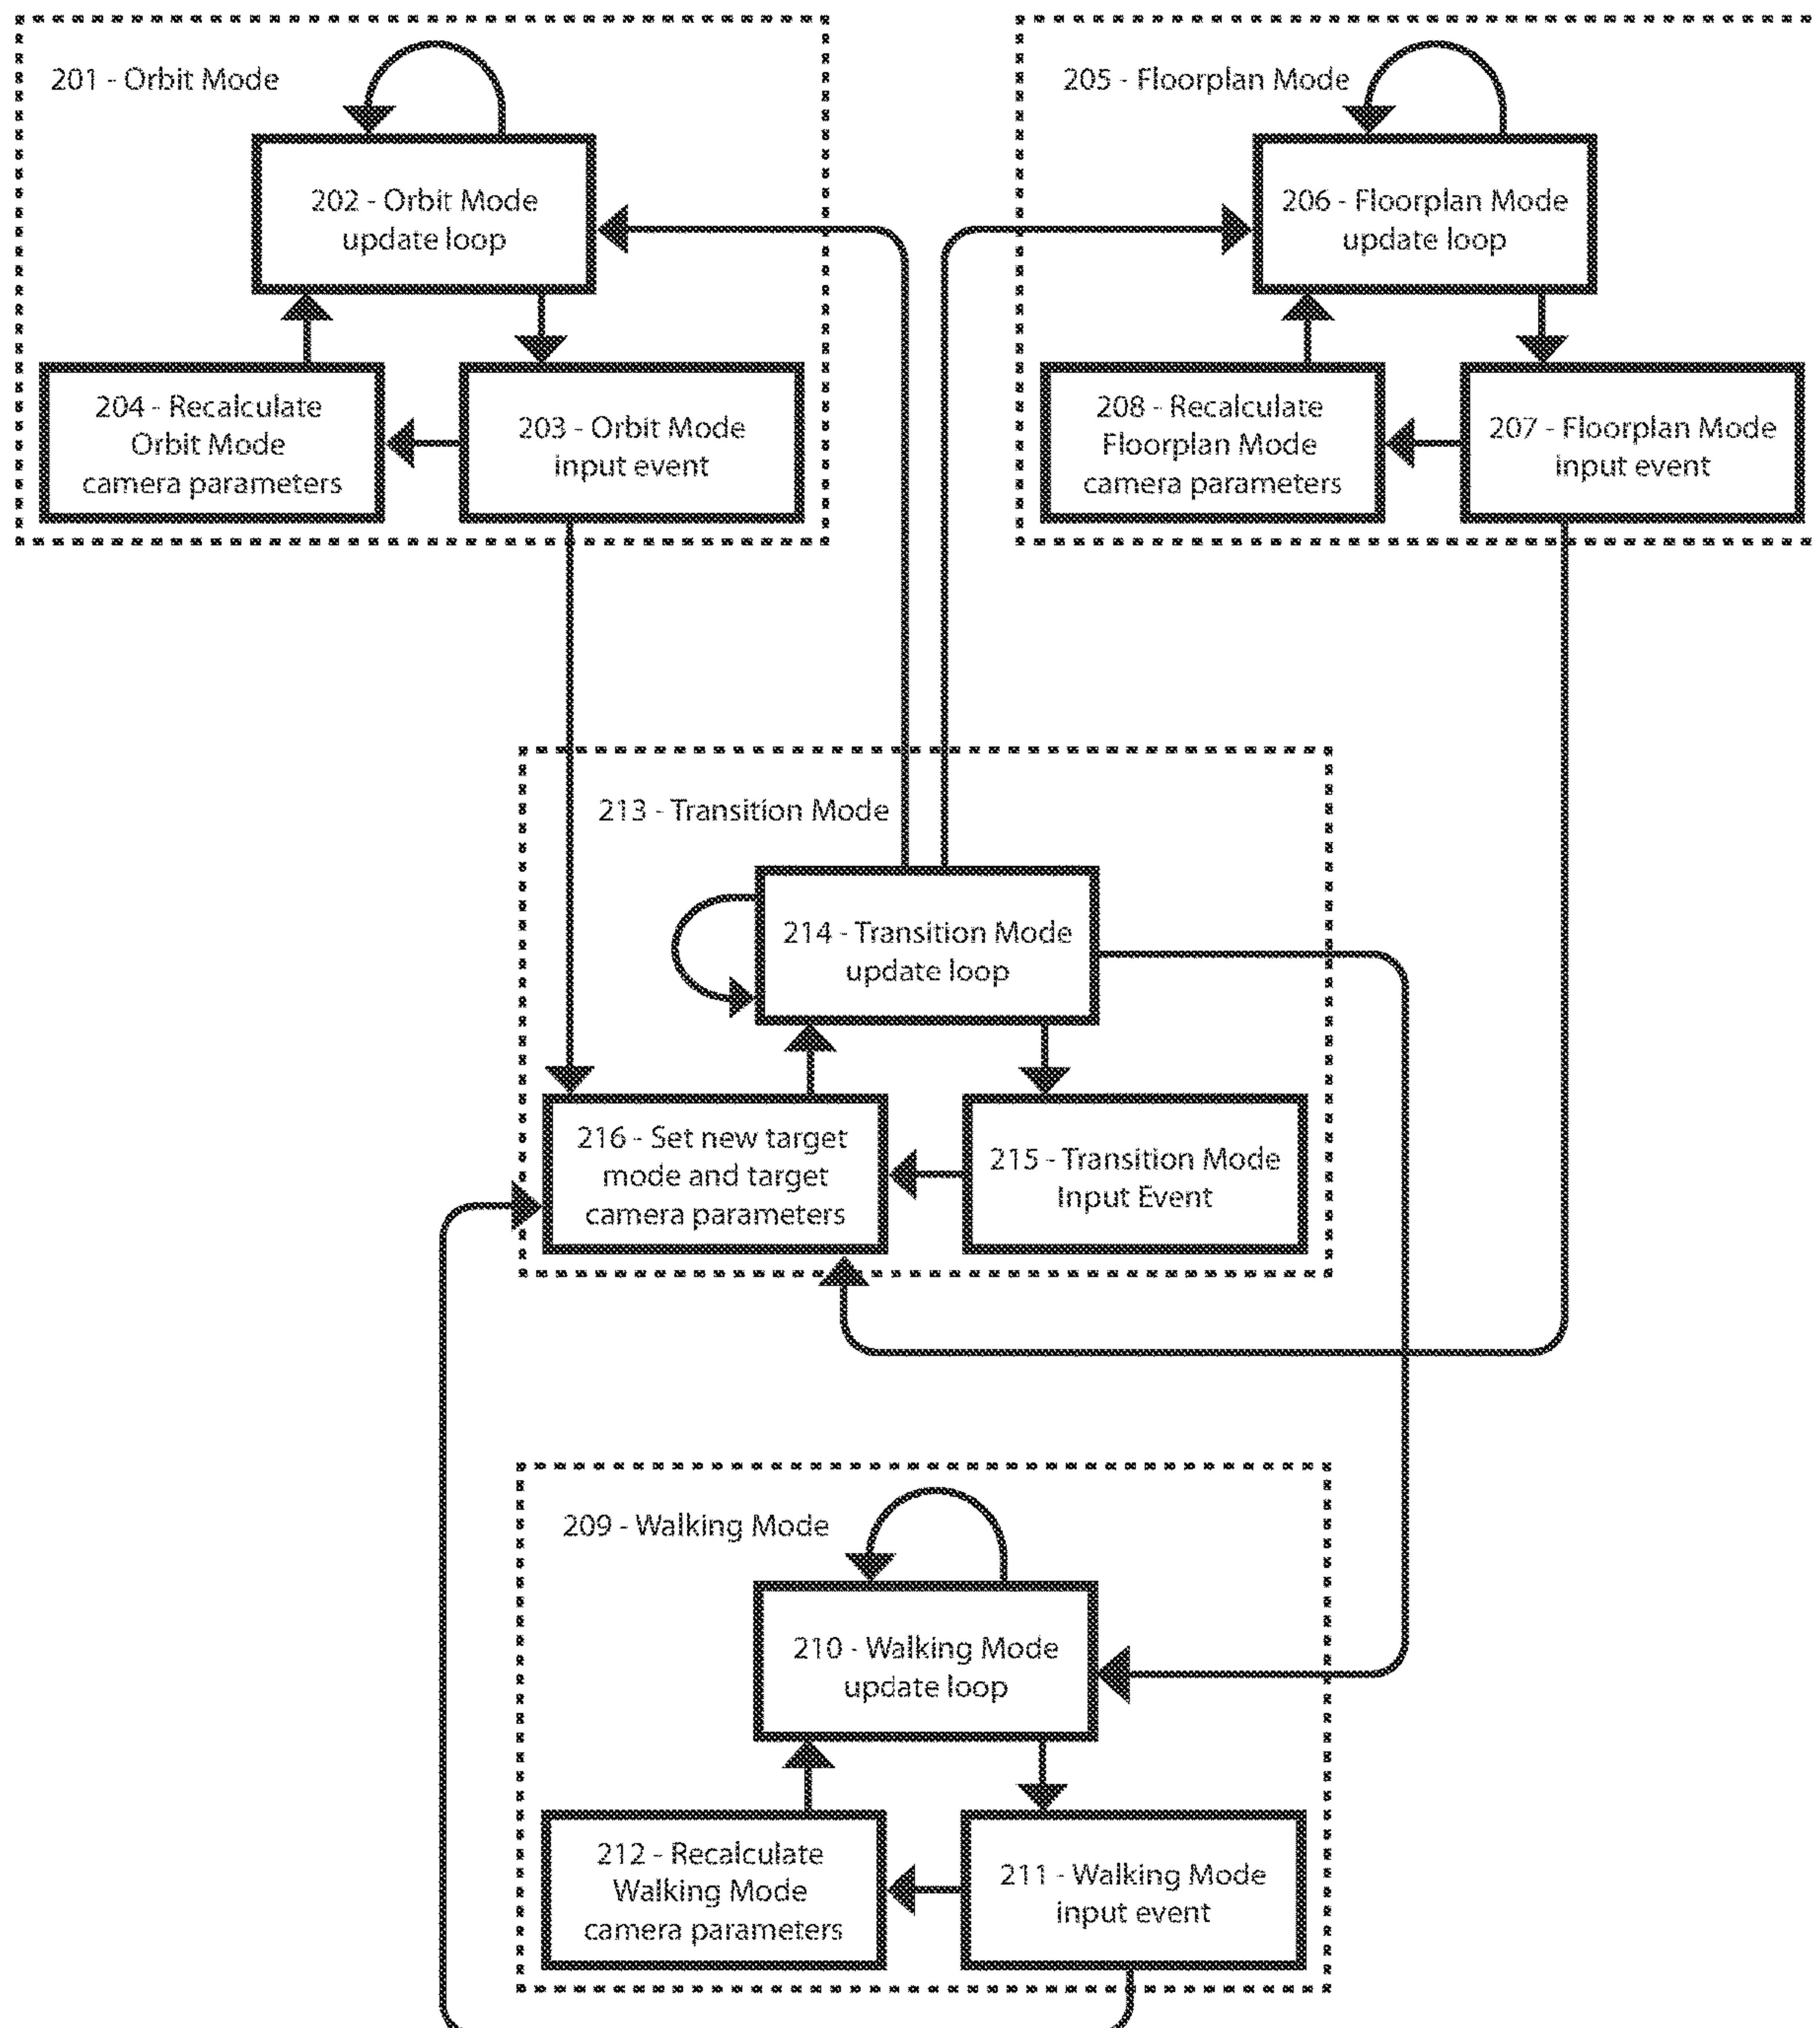 201 - Orbit Mode
202 - Orbit Mode
update loop
204 - Recalculate
Orbit Mode
camera parameters
203 - Orbit Mode
input event
205 - Floorplan Mode
206 - Floorplan Mode
update loop
208 - Recalculate
Floorplan Mode
camera parameters
207 - Floorplan Mode
input event
213 - Transition Mode
214 - Transition Mode
update loop
216 - Set new target
mode and target
camera parameters
215 - Transition Mode
Input Event
209 - Walking Mode
210 - Walking Mode
update loop
212 - Recalculate
Walking Mode
camera parameters
211 - Walking Mode
input event